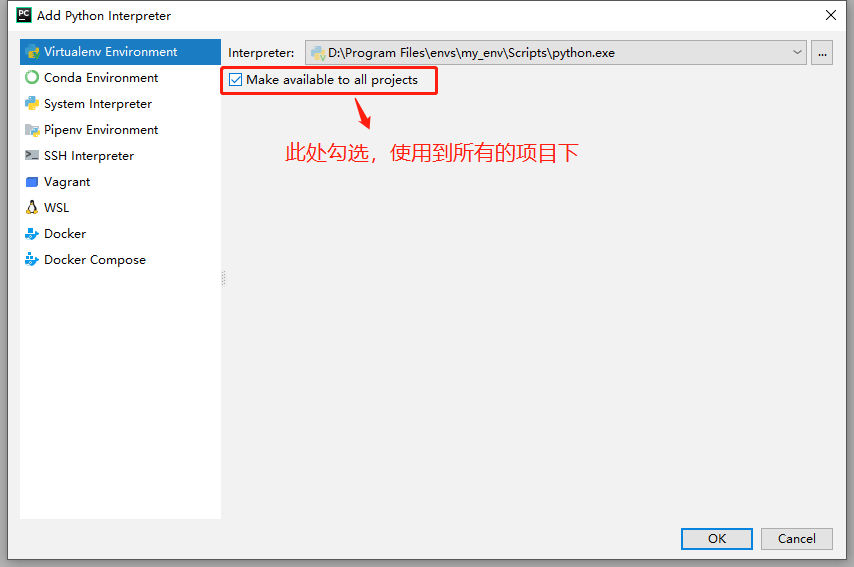 Add Python Interpreter
Virtualenv Environment
Conda Environment
System Interpreter
Pipenv Environment
SSH Interpreter
Vagrant
WSL
Docker
Docker Compose
Interpreter: D:\Program Files\envs\my_env\Scripts\python.exe ...
Make available to all projects
此处勾选，使用到所有的项目下
OK Cancel